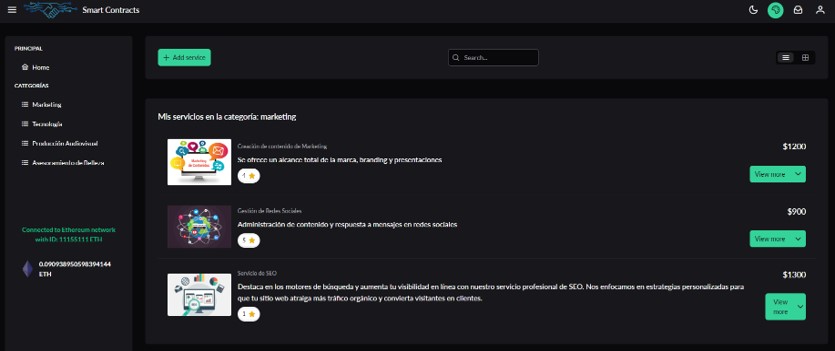 Smart Contracts
PRINCIPAL
Home
CATEGORÍAS
Marketing
Tecnología
Producción Audiovisual
Asesoramiento de Belleza
Connected to Ethereum network
with ID: 11155111 ETH
0.090938950598394144
ETH
+ Add service
Search...
Mis servicios en la categoría: marketing
Creación de contenido de Marketing
Se ofrece un alcance total de la marca, branding y presentaciones
4
$1200
View more
Gestión de Redes Sociales
Administración de contenido y respuesta a mensajes en redes sociales
5
$900
View more
Servicio de SEO
Destaca en los motores de búsqueda y aumenta tu visibilidad en línea con nuestro servicio profesional de SEO. Nos enfocamos en estrategias personalizadas para
que tu sitio web atraiga más tráfico orgánico y convierta visitantes en clientes.
$1300
View
more